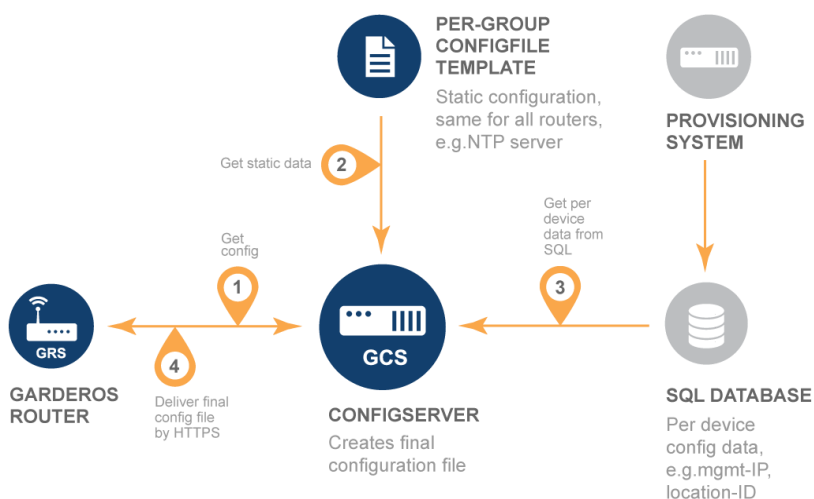 PER-GROUP
CONFIGFILE
TEMPLATE
Static configuration,
same for all routers,
e.g.NTP server
PROVISIONING
SYSTEM
Get static data
2
Get per
device
data from
SQL
3
Get
config
1
GRS
4
GCS
GARDEROS
ROUTER
Deliver final
config file
by HTTPS
CONFIGSERVER
Creates final
configuration file
SQL DATABASE
Per device
config data,
e.g.mgmt-IP,
location-ID